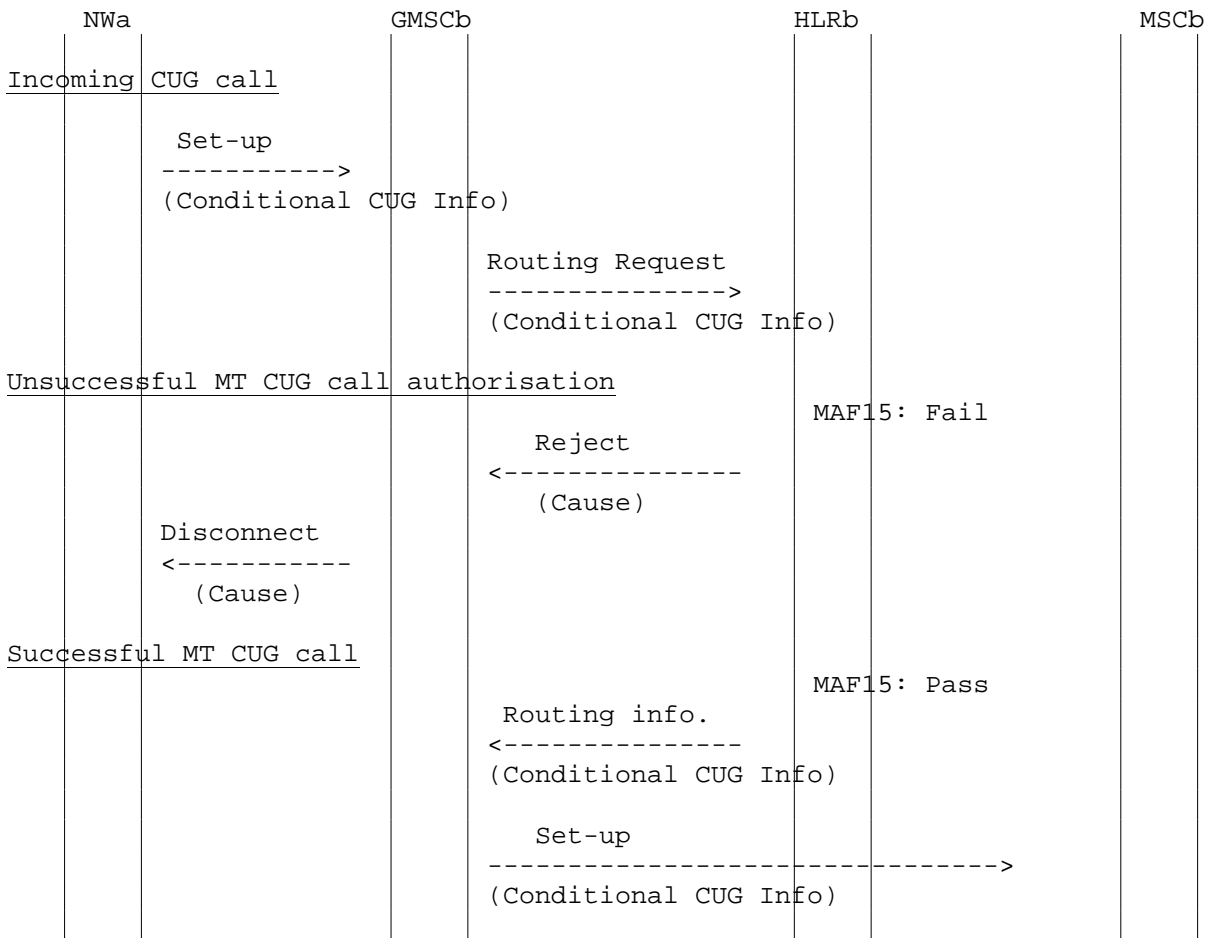 NWa GMSCb HLRb MSCb
Incoming CUG call
Set-up
----------->
(Conditional CUG Info)
Routing Request
--------------->
(Conditional CUG Info)
Unsuccessful MT CUG call authorisation
MAF15: Fail
Reject
<---------------
(Cause)
Disconnect
<-----------
(Cause)
Successful MT CUG call
MAF15: Pass
Routing info.
<---------------
(Conditional CUG Info)
Set-up
-------------------------------->
(Conditional CUG Info)